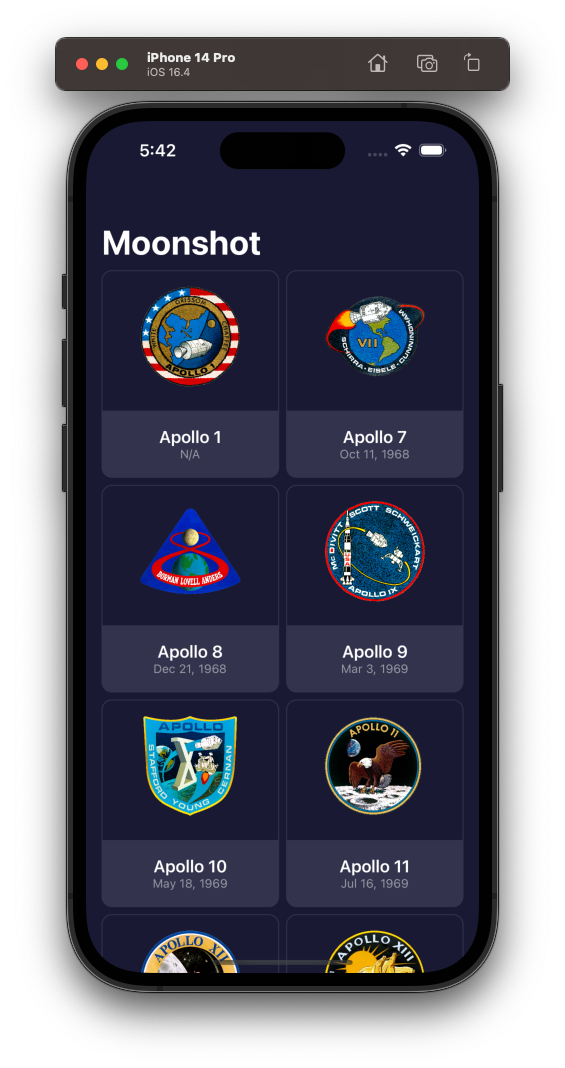 iPhone 14 Pro
iOS 16.4
5:42
Moonshot
GRISSOM
WHITE
CHAFFEE
APOLLO 1
VII
SCHIRRA • EISELE • CUNNINGHAM
Apollo 1
N/A
Apollo 7
Oct 11, 1968
BORMAN LOVELL ANDERS
McDIVITT SCOTT SCHWEICKART
APOLLO IX
Apollo 8
Dec 21, 1968
Apollo 9
Mar 3, 1969
APOLLO
X
STAFFORD YOUNG CERNAN
APOLLO 11
Apollo 10
May 18, 1969
Apollo 11
Jul 16, 1969
APOLLO XII
APOLLO XIII